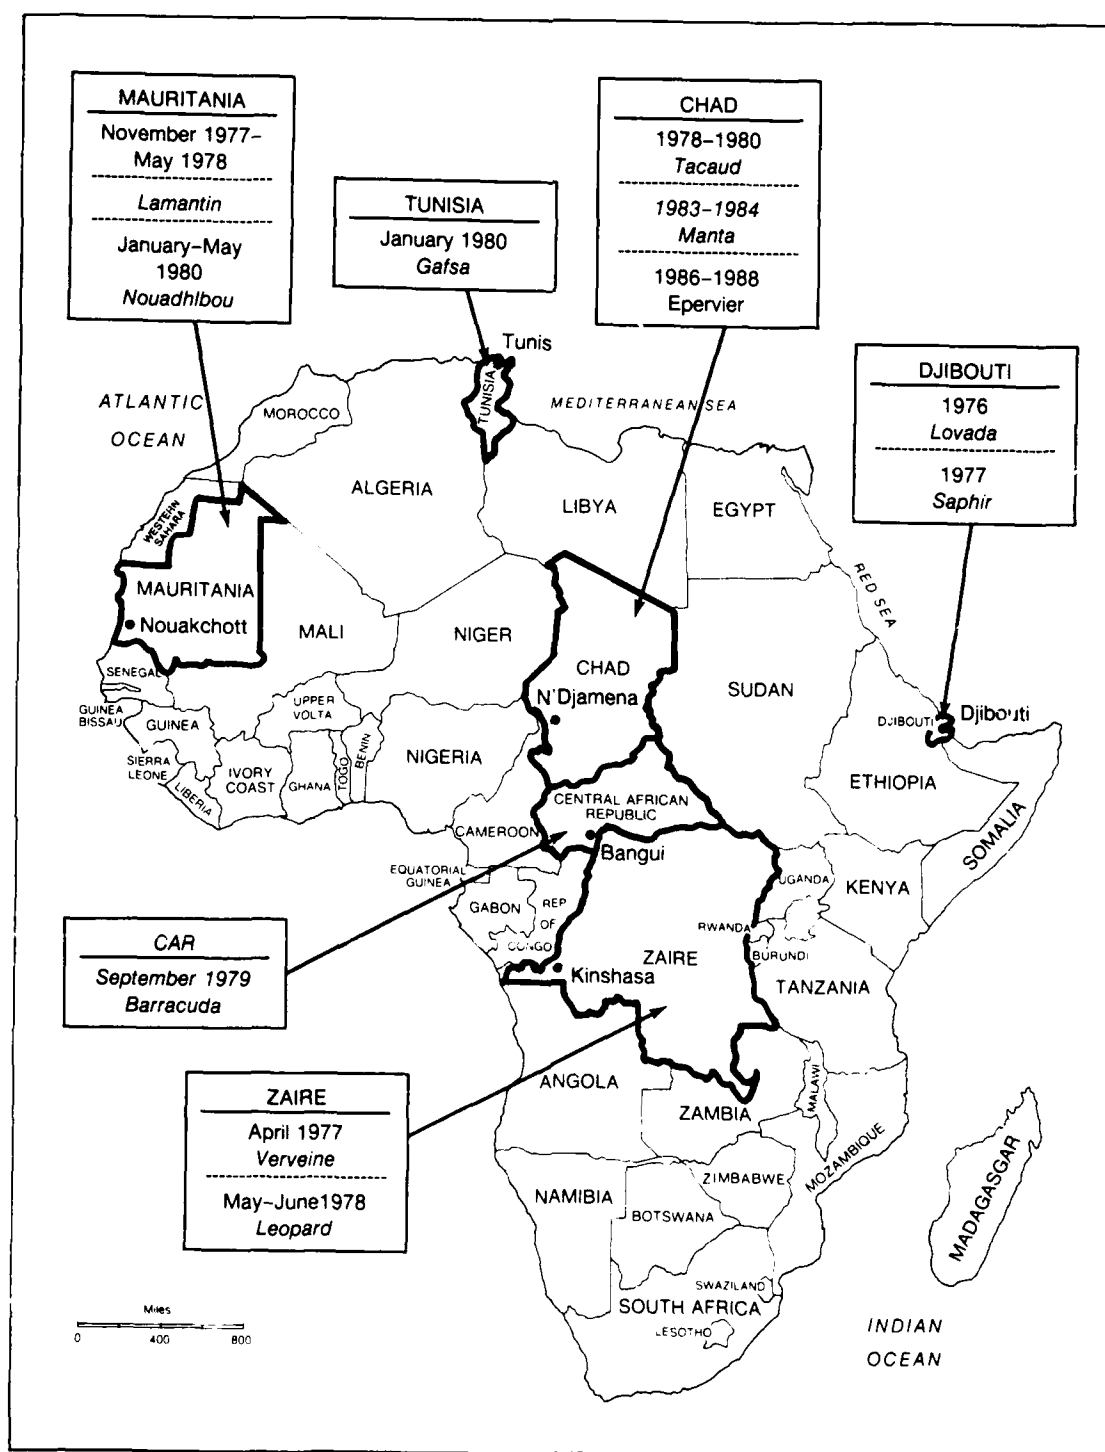 MAURITANIA
November 1977–
May 1978
Lamantin
January–May
1980
Nouadhibou
TUNISIA
January 1980
Gafsa
CHAD
1978–1980
Tacaud
1983–1984
Manta
1986–1988
Epervier
DJIBOUTI
1976
Lovada
1977
Saphir
CAR
September 1979
Barracuda
ZAIRE
April 1977
Verveine
May–June1978
Leopard
ATLANTIC
OCEAN
MEDITERRANEAN SEA
RED SEA
INDIAN
OCEAN
Tunis
TUNISIA
MOROCCO
ALGERIA
LIBYA
EGYPT
WESTERN
SAHARA
MAURITANIA
Nouakchott
MALI
NIGER
CHAD
N'Djamena
SUDAN
SENEGAL
GUINEA
BISSAU
GUINEA
SIERRA
LEONE
LIBERIA
IVORY
COAST
UPPER
VOLTA
GHANA
TOGO
BENIN
NIGERIA
CAMEROON
CENTRAL AFRICAN
REPUBLIC
Bangui
DJIBOUTI
Djibouti
ETHIOPIA
SOMALIA
EQUATORIAL
GUINEA
GABON
REP
OF
CONGO
Kinshasa
ZAIRE
UGANDA
KENYA
RWANDA
BURUNDI
TANZANIA
ANGOLA
ZAMBIA
MALAWI
MOZAMBIQUE
ZIMBABWE
NAMIBIA
BOTSWANA
SWAZILAND
SOUTH AFRICA
LESOTHO
MADAGASGAR
Miles
0 400 800